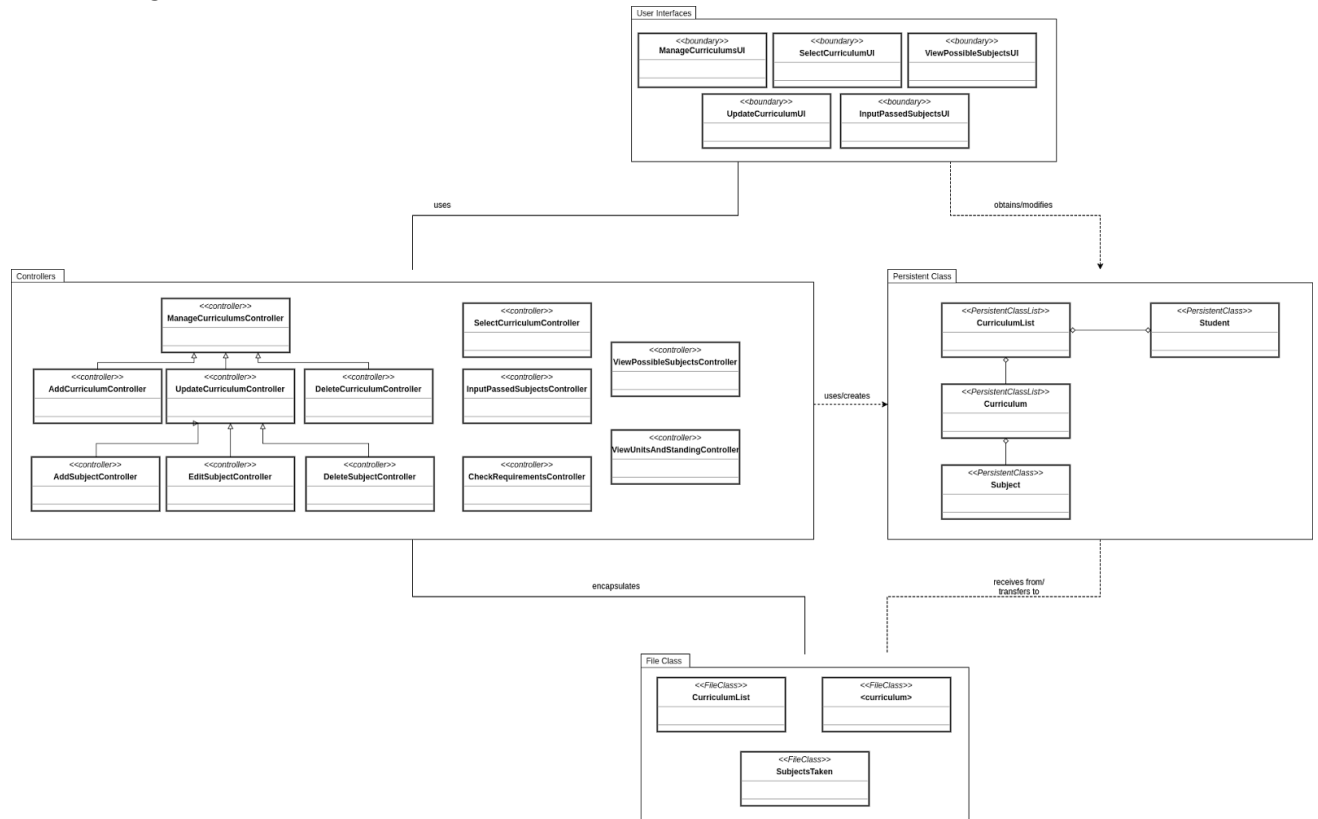 User Interfaces
<<boundary>>
ManageCurriculumsUI
<<boundary>>
SelectCurriculumUI
<<boundary>>
ViewPossibleSubjectsUI
<<boundary>>
UpdateCurriculumUI
<<boundary>>
InputPassedSubjectsUI
uses
obtains/modifies
Controllers
<<controller>>
ManageCurriculumsController
<<controller>>
AddCurriculumController
<<controller>>
UpdateCurriculumController
<<controller>>
DeleteCurriculumController
<<controller>>
AddSubjectController
<<controller>>
EditSubjectController
<<controller>>
DeleteSubjectController
<<controller>>
SelectCurriculumController
<<controller>>
InputPassedSubjectsController
<<controller>>
CheckRequirementsController
<<controller>>
ViewPossibleSubjectsController
<<controller>>
ViewUnitsAndStandingController
uses/creates
Persistent Class
<<PersistentClassList>>
CurriculumList
<<PersistentClass>>
Student
<<PersistentClassList>>
Curriculum
<<PersistentClass>>
Subject
encapsulates
receives from/
transfers to
File Class
<<FileClass>>
CurriculumList
<<FileClass>>
<curriculum>
<<FileClass>>
SubjectsTaken